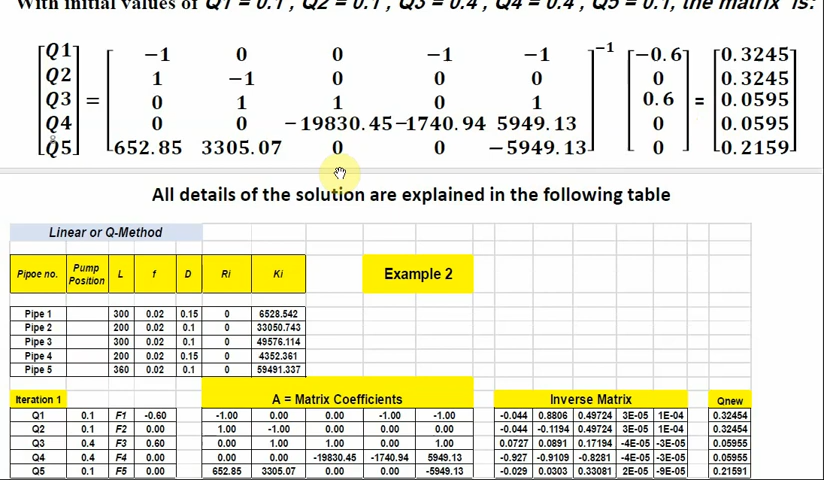 With initial values of Q1 = 0.1 , Q2 = 0.1 , Q3 = 0.4 , Q4 = 0.4 , Q5 = 0.1, the matrix is:
[Q1 Q2 Q3 Q4 Q5] =
−1 0 0 −1 −1
1 −1 0 0 0
0 1 1 0 1
0 0 −19830.45 −1740.94 5949.13
652.85 3305.07 0 0 −5949.13
−1
[−0.6 0 0.6 0 0] = [0.3245 0.3245 0.0595 0.0595 0.2159]
All details of the solution are explained in the following table
Linear or Q-Method
Pipoe no. Pump Position L f D Ri Ki Example 2
Pipe 1 300 0.02 0.15 0 6528.542
Pipe 2 200 0.02 0.1 0 33050.743
Pipe 3 300 0.02 0.1 0 49576.114
Pipe 4 200 0.02 0.15 0 4352.361
Pipe 5 360 0.02 0.1 0 59491.337
Iteration 1 A = Matrix Coefficients Inverse Matrix Qnew
Q1 0.1 F1 -0.60 -1.00 0.00 0.00 -1.00 -1.00 -0.044 0.8806 0.49724 3E-05 1E-04 0.32454
Q2 0.1 F2 0.00 1.00 -1.00 0.00 0.00 0.00 -0.044 -0.1194 0.49724 3E-05 1E-04 0.32454
Q3 0.4 F3 0.60 0.00 1.00 1.00 0.00 1.00 0.0727 0.0891 0.17194 -4E-05 -3E-05 0.05955
Q4 0.4 F4 0.00 0.00 0.00 -19830.45 -1740.94 5949.13 -0.927 -0.9109 -0.8281 -4E-05 -3E-05 0.05955
Q5 0.1 F5 0.00 652.85 3305.07 0.00 0.00 -5949.13 -0.029 0.0303 0.33081 2E-05 -9E-05 0.21591